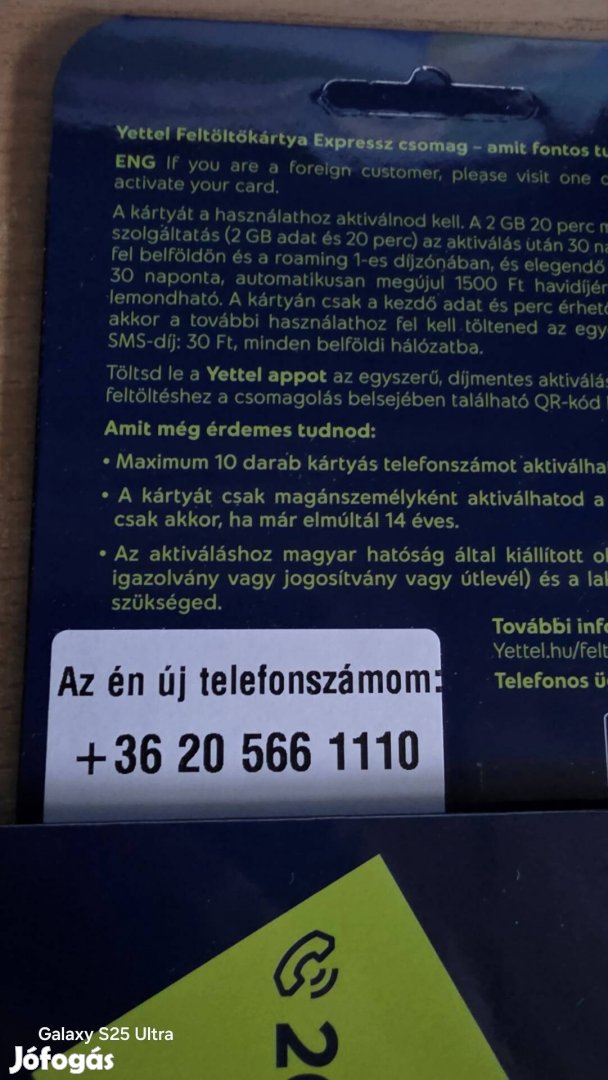 Yettel Feltöltőkártya Expressz csomag – amit fontos
ENG If you are a foreign customer, please visit one
activate your card.
A kártyát a használathoz aktiválnod kell. A 2 GB 20 perc
szolgáltatás (2 GB adat és 20 perc) az aktiválás után 30
fel belföldön és a roaming 1-es díjzónában, és elegendő
30 naponta, automatikusan megújul 1500 Ft havidíjér
lemondható. A kártyán csak a kezdő adat és perc érhető
akkor a további használathoz fel kell töltened az
SMS-díj: 30 Ft, minden belföldi hálózatba.
Töltsd le a Yettel appot az egyszerű, díjmentes aktiválás
feltöltéshez a csomagolás belsejében található QR-kód
Amit még érdemes tudnod:
• Maximum 10 darab kártyás telefonszámot aktiválha
• A kártyát csak magánszemélyként aktiválhatod a
csak akkor, ha már elmúltál 14 éves.
• Az aktiváláshoz magyar hatóság által kiállított
igazolvány vagy jogosítvány vagy útlevél) és a
szükséged.
További info
Yettel.hu/felt
Telefonos
Az én új telefonszámom:
+36 20 566 1110
Galaxy S25 Ultra
Jófogás